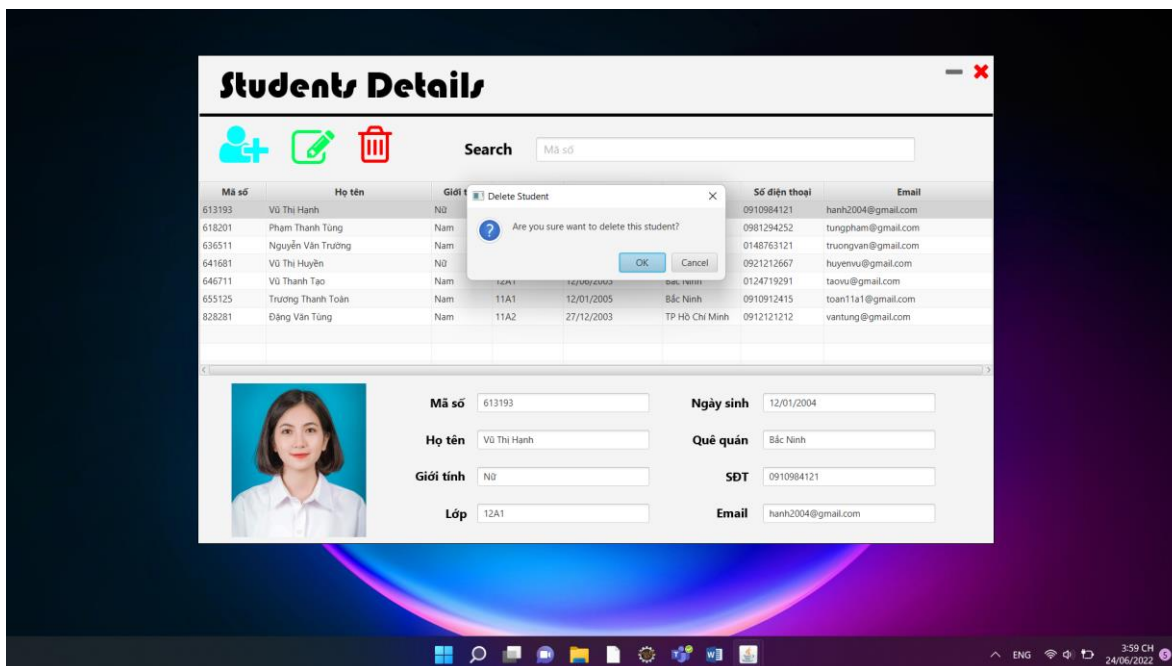 Students Details
Search Mã số
Mã số Họ tên Giới t Số điện thoại Email
613193 Vũ Thị Hạnh Nữ 0910984121 hanh2004@gmail.com
618201 Phạm Thanh Tùng Nam 0981294252 tungpham@gmail.com
636511 Nguyễn Văn Trường Nam 0148763121 truongvan@gmail.com
641681 Vũ Thị Huyền Nữ 0921212667 huyenvu@gmail.com
646711 Vũ Thanh Tạo Nam 12A1 12/06/2003 Bắc Ninh 0124719291 taovu@gmail.com
655125 Trương Thanh Toàn Nam 11A1 12/01/2005 Bắc Ninh 0910912415 toan11a1@gmail.com
828281 Đặng Văn Tùng Nam 11A2 27/12/2003 TP Hồ Chí Minh 0912121212 vantung@gmail.com
Delete Student
Are you sure want to delete this student?
OK Cancel
Mã số 613193 Ngày sinh 12/01/2004
Họ tên Vũ Thị Hạnh Quê quán Bắc Ninh
Giới tính Nữ SĐT 0910984121
Lớp 12A1 Email hanh2004@gmail.com
ENG 3:59 CH
24/06/2022 5